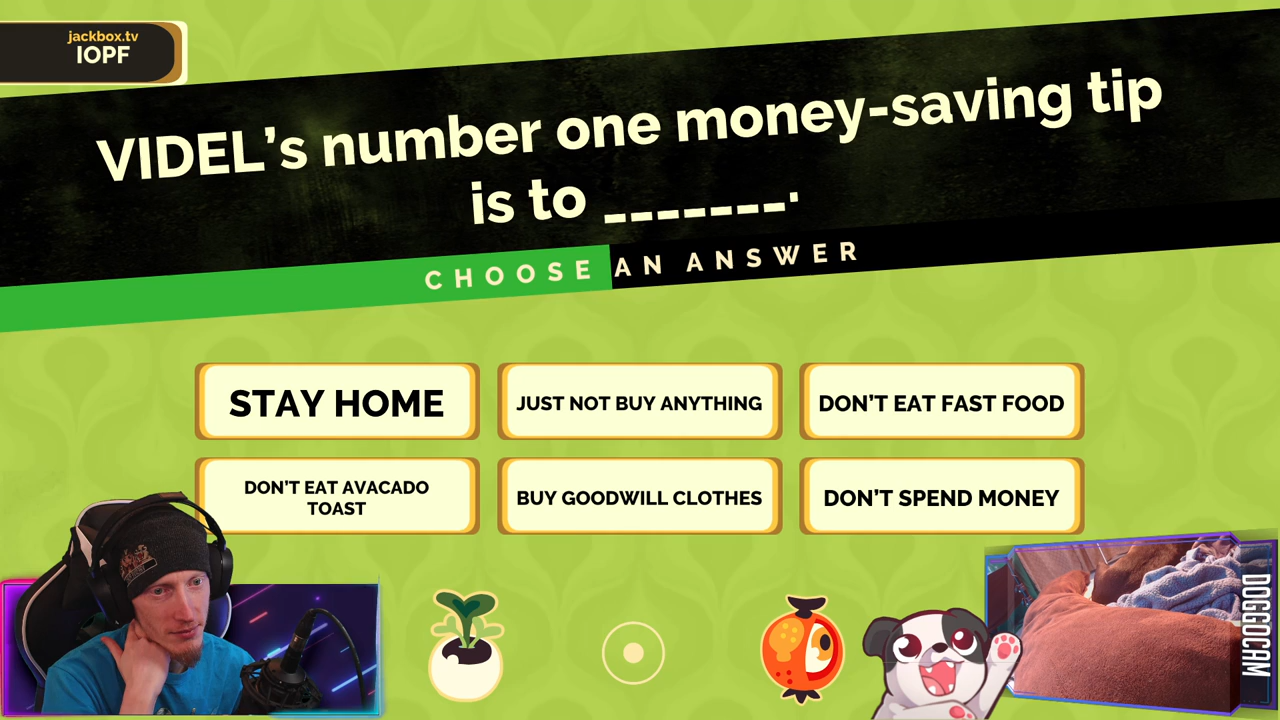 jackbox.tv
IOPF
VIDEL’s number one money-saving tip
is to _______.
CHOOSE AN ANSWER
STAY HOME
JUST NOT BUY ANYTHING
DON’T EAT FAST FOOD
DON’T EAT AVACADO
TOAST
BUY GOODWILL CLOTHES
DON’T SPEND MONEY
DOGGOCAM